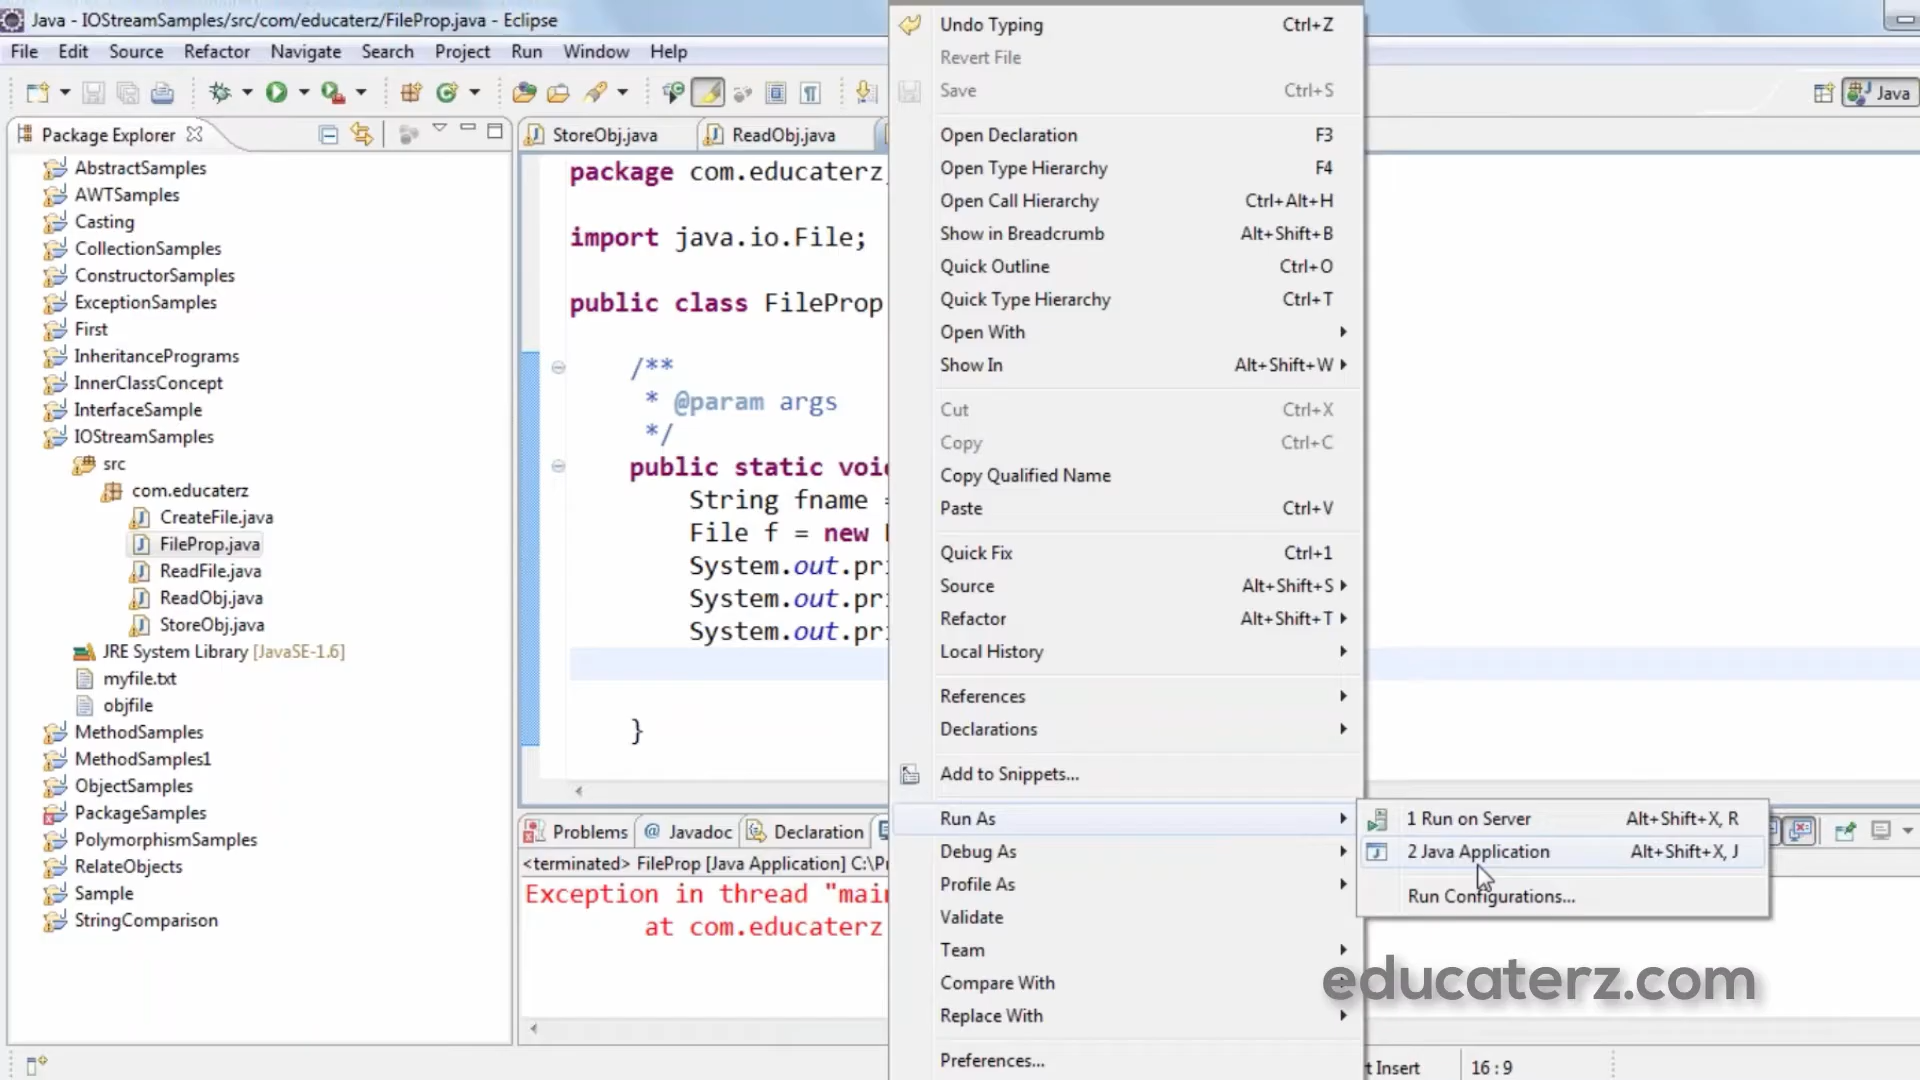 Java - IOStreamSamples/src/com/educaterz/FileProp.java - Eclipse
File Edit Source Refactor Navigate Search Project Run Window Help
Java
Package Explorer
AbstractSamples
AWTSamples
Casting
CollectionSamples
ConstructorSamples
ExceptionSamples
First
InheritancePrograms
InnerClassConcept
InterfaceSample
IOStreamSamples
src
com.educaterz
CreateFile.java
FileProp.java
ReadFile.java
ReadObj.java
StoreObj.java
JRE System Library [JavaSE-1.6]
myfile.txt
objfile
MethodSamples
MethodSamples1
ObjectSamples
PackageSamples
PolymorphismSamples
RelateObjects
Sample
StringComparison
StoreObj.java ReadObj.java
package com.educaterz
import java.io.File;
public class FileProp
/**
* @param args
*/
public static voi
String fname =
File f = new
System.out.pri
System.out.pri
System.out.pri
}
Problems @ Javadoc Declaration
<terminated> FileProp [Java Application] C:\P
Exception in thread "mai
at com.educaterz
Undo Typing Ctrl+Z
Revert File
Save Ctrl+S
Open Declaration F3
Open Type Hierarchy F4
Open Call Hierarchy Ctrl+Alt+H
Show in Breadcrumb Alt+Shift+B
Quick Outline Ctrl+O
Quick Type Hierarchy Ctrl+T
Open With
Show In Alt+Shift+W
Cut Ctrl+X
Copy Ctrl+C
Copy Qualified Name
Paste Ctrl+V
Quick Fix Ctrl+1
Source Alt+Shift+S
Refactor Alt+Shift+T
Local History
References
Declarations
Add to Snippets...
Run As
Debug As
Profile As
Validate
Team
Compare With
Replace With
Preferences...
1 Run on Server Alt+Shift+X, R
2 Java Application Alt+Shift+X, J
Run Configurations...
educaterz.com
t Insert 16 : 9